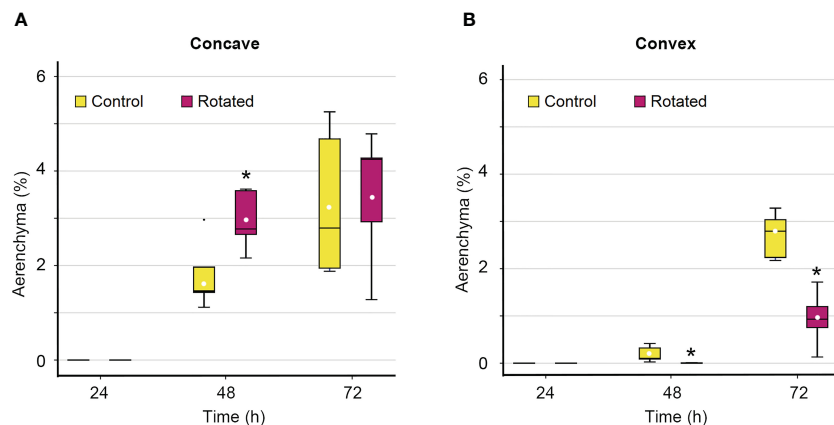 A
Concave
6
Control
Rotated
4
2
0
Aerenchyma (%)
*
24
48
72
Time (h)
B
Convex
6
Control
Rotated
4
2
0
Aerenchyma (%)
*
*
24
48
72
Time (h)